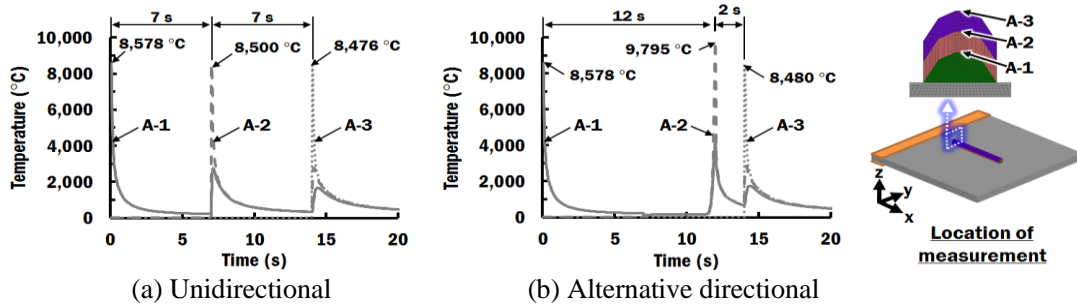 7 s
7 s
10,000
8,578 °C
8,500 °C
8,476 °C
8,000
6,000
4,000
2,000
0
A-1
A-2
A-3
Temperature (°C)
0
5
10
15
20
Time (s)
(a) Unidirectional
12 s
2 s
10,000
9,795 °C
8,578 °C
8,480 °C
8,000
6,000
4,000
2,000
0
A-1
A-2
A-3
Temperature (°C)
0
5
10
15
20
Time (s)
(b) Alternative directional
A-3
A-2
A-1
z
y
x
Location of
measurement